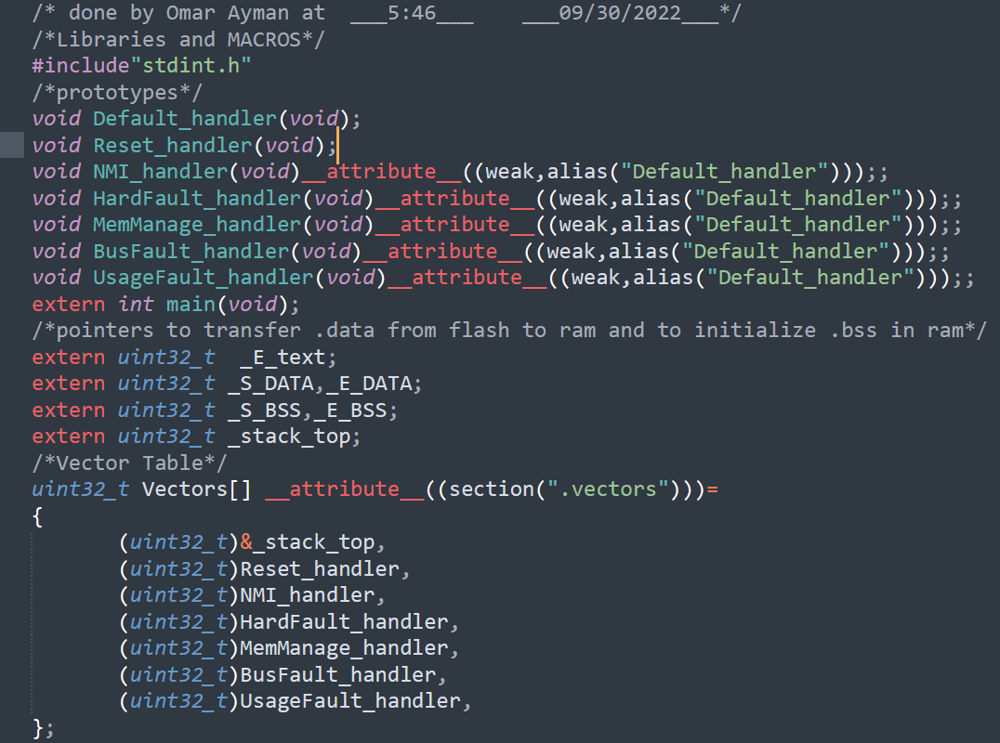 /* done by Omar Ayman at  ___5:46___    ___09/30/2022___*/
/*Libraries and MACROS*/
#include"stdint.h"
/*prototypes*/
void Default_handler(void);
void Reset_handler(void);
void NMI_handler(void)__attribute__((weak,alias("Default_handler")));;
void HardFault_handler(void)__attribute__((weak,alias("Default_handler")));;
void MemManage_handler(void)__attribute__((weak,alias("Default_handler")));;
void BusFault_handler(void)__attribute__((weak,alias("Default_handler")));;
void UsageFault_handler(void)__attribute__((weak,alias("Default_handler")));;
extern int main(void);
/*pointers to transfer .data from flash to ram and to initialize .bss in ram*/
extern uint32_t  _E_text;
extern uint32_t _S_DATA,_E_DATA;
extern uint32_t _S_BSS,_E_BSS;
extern uint32_t _stack_top;
/*Vector Table*/
uint32_t Vectors[] __attribute__((section(".vectors")))=
{
       (uint32_t)&_stack_top,
       (uint32_t)Reset_handler,
       (uint32_t)NMI_handler,
       (uint32_t)HardFault_handler,
       (uint32_t)MemManage_handler,
       (uint32_t)BusFault_handler,
       (uint32_t)UsageFault_handler,
};